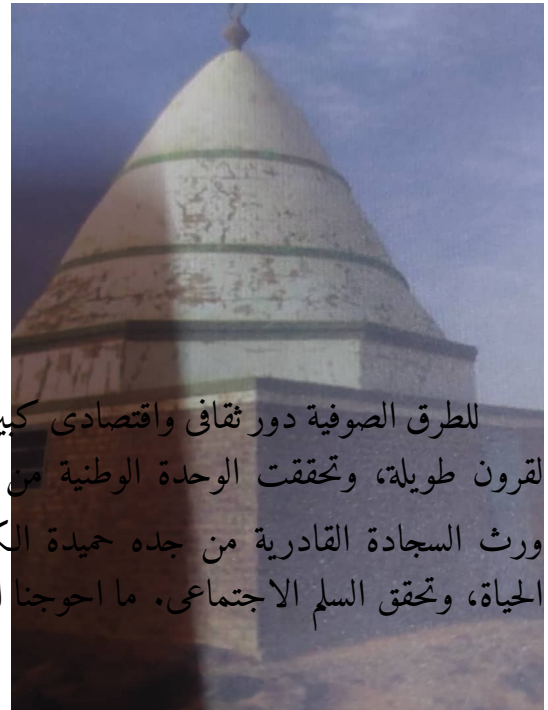 للطرق الصوفية دور ثقافى واقتصادى
لقرون طويلة، وتحققت الوحدة الوطنية من
ورث السجادة القادرية من جده حميدة
الحياة، وتحقق السلم الاجتماعى. ما احوجنا